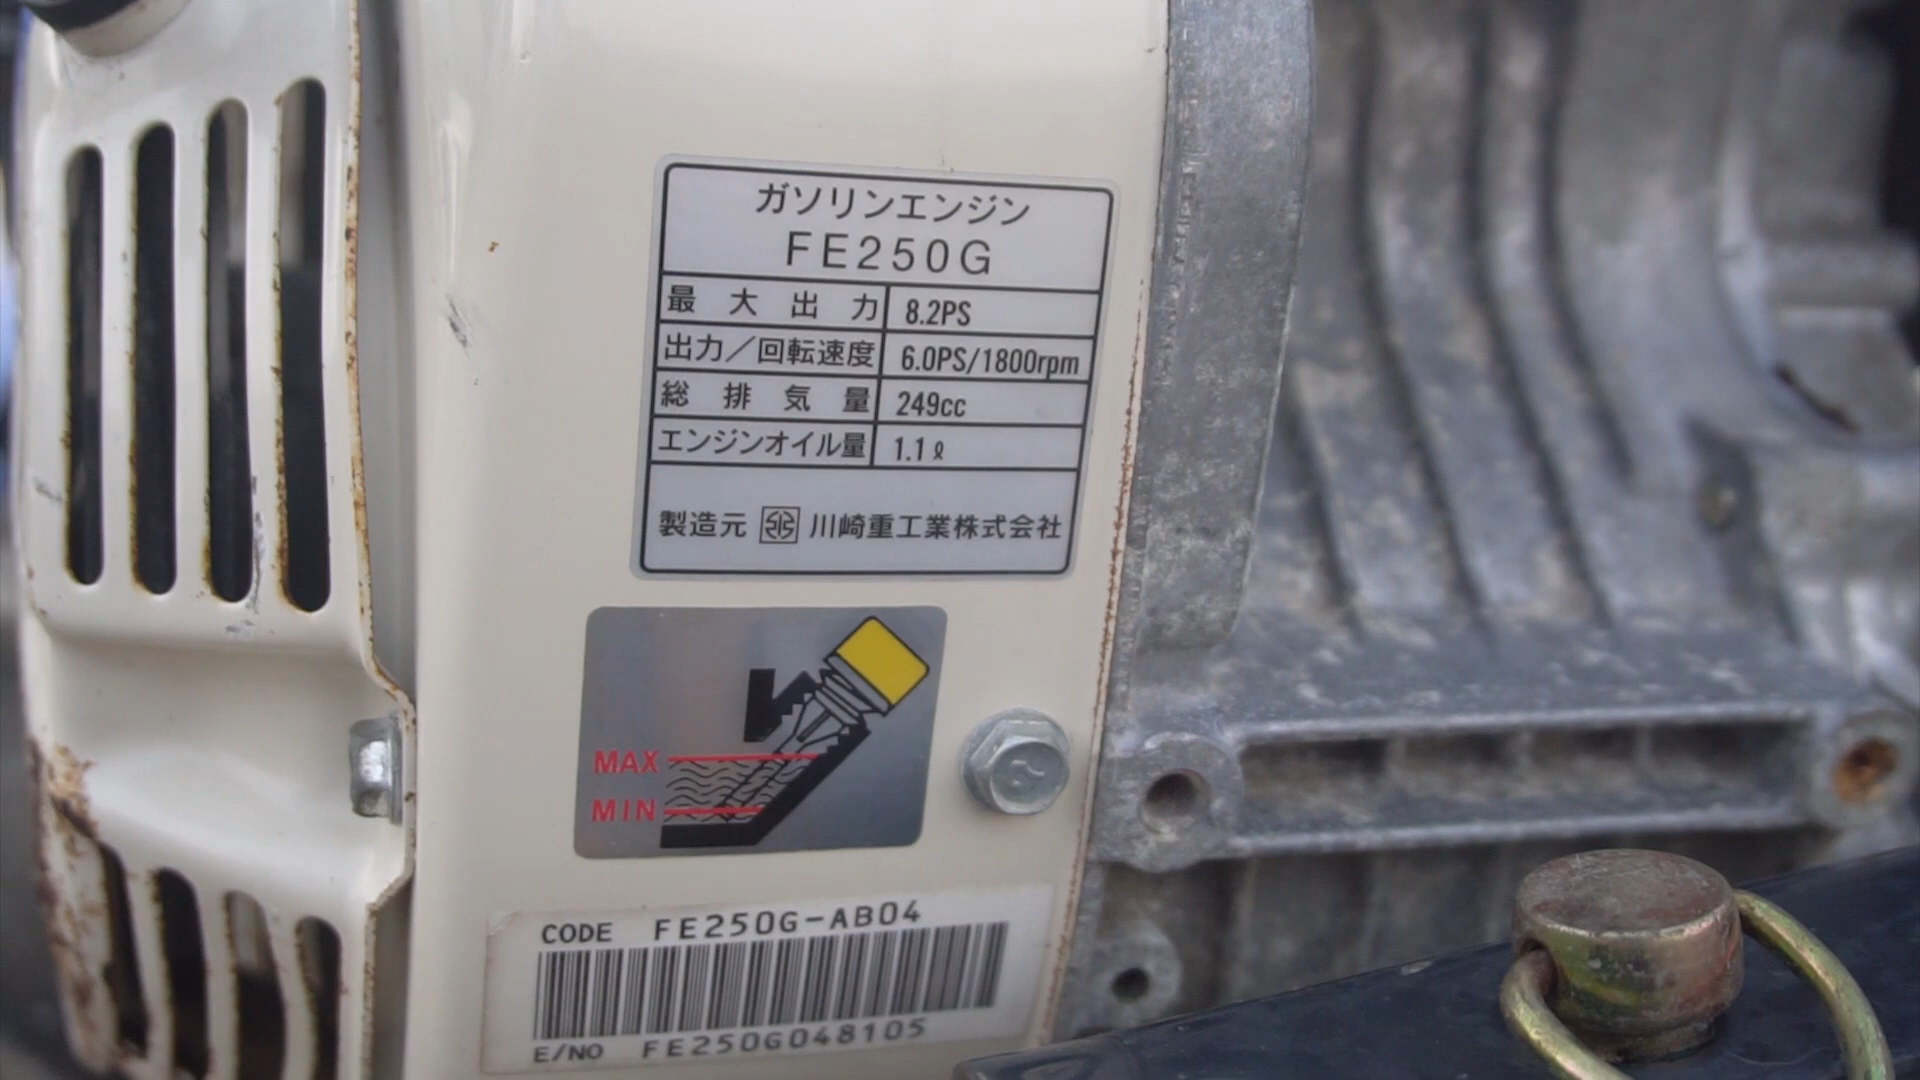 ガソリンエンジン
FE250G
最大出力 8.2PS
出力/回転速度 6.0PS/1800rpm
総排気量 249cc
エンジンオイル量 1.1ℓ
製造元 川崎重工業株式会社
MAX
MIN
CODE FE250G-AB04
E/NO FE250G048105